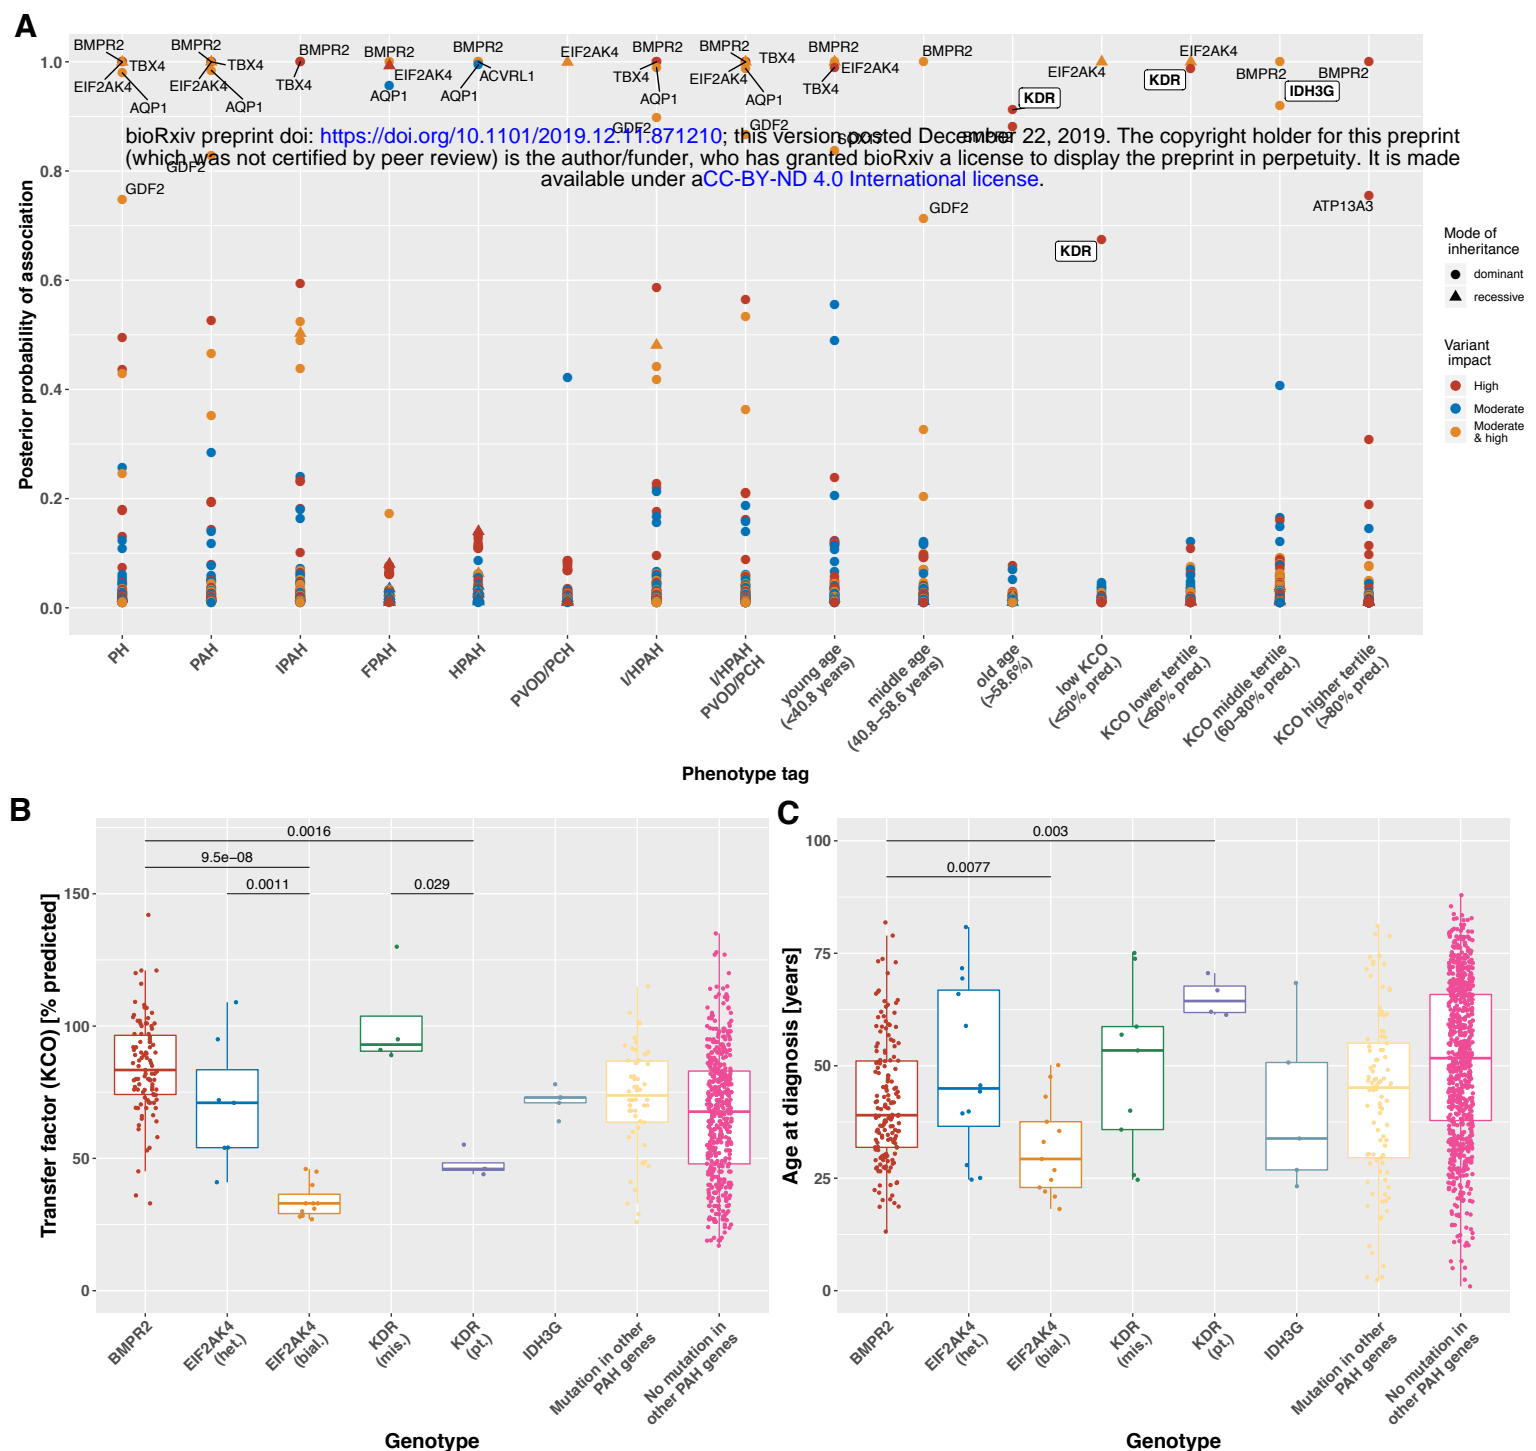 A
BMPR2 BMPR2 BMPR2 BMPR2 BMPR2 EIF2AK4 BMPR2 BMPR2 TBX4 BMPR2 BMPR2 EIF2AK4
TBX4 TBX4 EIF2AK4 ACVRL1 TBX4 EIF2AK4 EIF2AK4 EIF2AK4 KDR BMPR2 BMPR2
EIF2AK4 EIF2AK4 TBX4 AQP1 AQP1 AQP1 AQP1 TBX4 KDR IDH3G
AQP1 AQP1
GDF2 GDF2
bioRxiv preprint doi: https://doi.org/10.1101/2019.12.11.871210; this version posted December 22, 2019. The copyright holder for this preprint
(which was not certified by peer review) is the author/funder, who has granted bioRxiv a license to display the preprint in perpetuity. It is made
available under aCC-BY-ND 4.0 International license.
GDF2
GDF2
GDF2
ATP13A3
KDR
Posterior probability of association
1.0
0.8
0.6
0.4
0.2
0.0
Mode of
inheritance
dominant
recessive
Variant
impact
High
Moderate
Moderate
& high
PH
PAH
IPAH
FPAH
HPAH
PVOD/PCH
I/HPAH
I/HPAH
PVOD/PCH
young age
(<40.8 years)
middle age
(40.8–58.6 years)
old age
(>58.6%)
low KCO
(<50% pred.)
KCO lower tertile
(<60% pred.)
KCO middle tertile
(60–80% pred.)
KCO higher tertile
(>80% pred.)
Phenotype tag
B
Transfer factor (KCO) [% predicted]
150
100
50
0
0.0016
9.5e−08
0.0011
0.029
BMPR2
EIF2AK4
(het.)
EIF2AK4
(bial.)
KDR
(mis.)
KDR
(pt.)
IDH3G
Mutation in other
PAH genes
No mutation in
other PAH genes
Genotype
C
Age at diagnosis [years]
100
75
50
25
0
0.003
0.0077
BMPR2
EIF2AK4
(het.)
EIF2AK4
(bial.)
KDR
(mis.)
KDR
(pt.)
IDH3G
Mutation in other
PAH genes
No mutation in
other PAH genes
Genotype